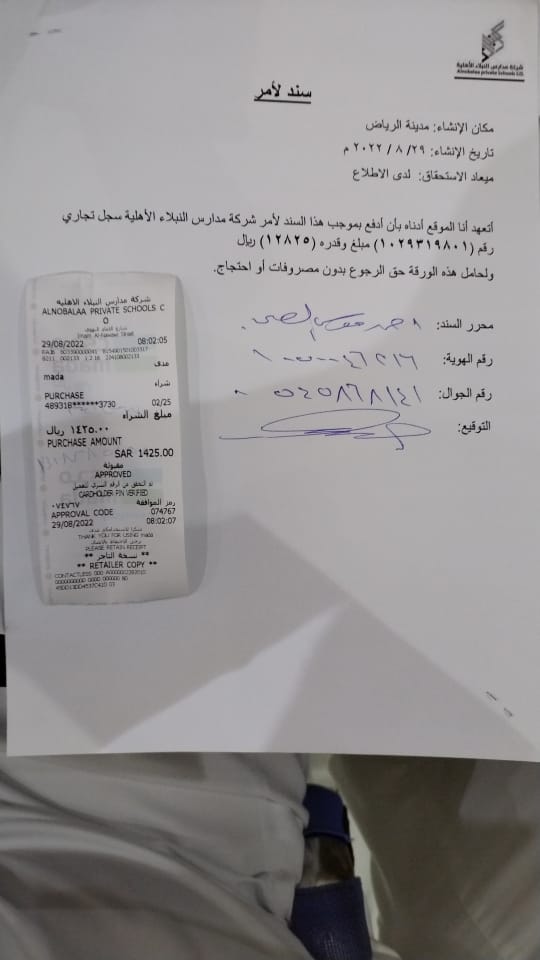 شركة مدارس النبلاء الأهلية
Alnobalaa private Schools CO
سند لأمر
مكان الإنشاء: مدينة الرياض
تاريخ الإنشاء: ٢٩/ ٨ / ٢٠٢٢ م
ميعاد الاستحقاق: لدى الاطلاع
أتعهد أنا الموقع أدناه بأن أدفع بموجب هذا السند لأمر شركة مدارس النبلاء الأهلية سجل تجاري
رقم (١٠٢٩٣١٩٨٠١) مبلغ وقدره (١٢٨٢٥) ريال
ولحامل هذه الورقة حق الرجوع بدون مصروفات أو احتجاج.
محرر السند: احمد
رقم الهوية:
رقم الجوال:
التوقيع:
شركة مدارس النبلاء الاهليه
ALNOBALAA PRIVATE SCHOOLS C
O
29/08/2022 08:02:05
مدى
mada
شراء
PURCHASE
489318******3730 02/25
مبلغ الشراء
١٤٢٥.٠٠ ريال
PURCHASE AMOUNT
SAR 1425.00
مقبولة
APPROVED
CARDHOLDER PIN VERIFIED
رمز الموافقة ٠٧٤٧٦٧
APPROVAL CODE 074767
29/08/2022 08:02:07
THANK YOU FOR USING mada
PLEASE RETAIN RECEIPT
** نسخة التاجر **
** RETAILER COPY **